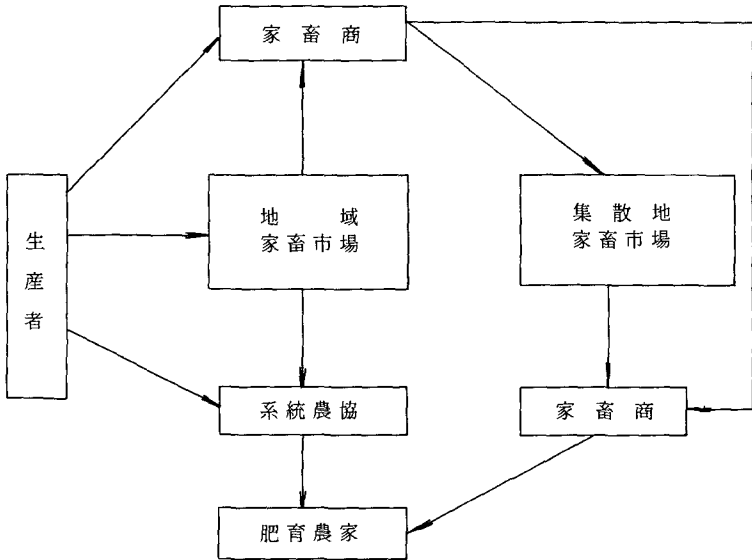 家畜商
生産者
地域
家畜市場
集散地
家畜市場
系統農協
家畜商
肥育農家